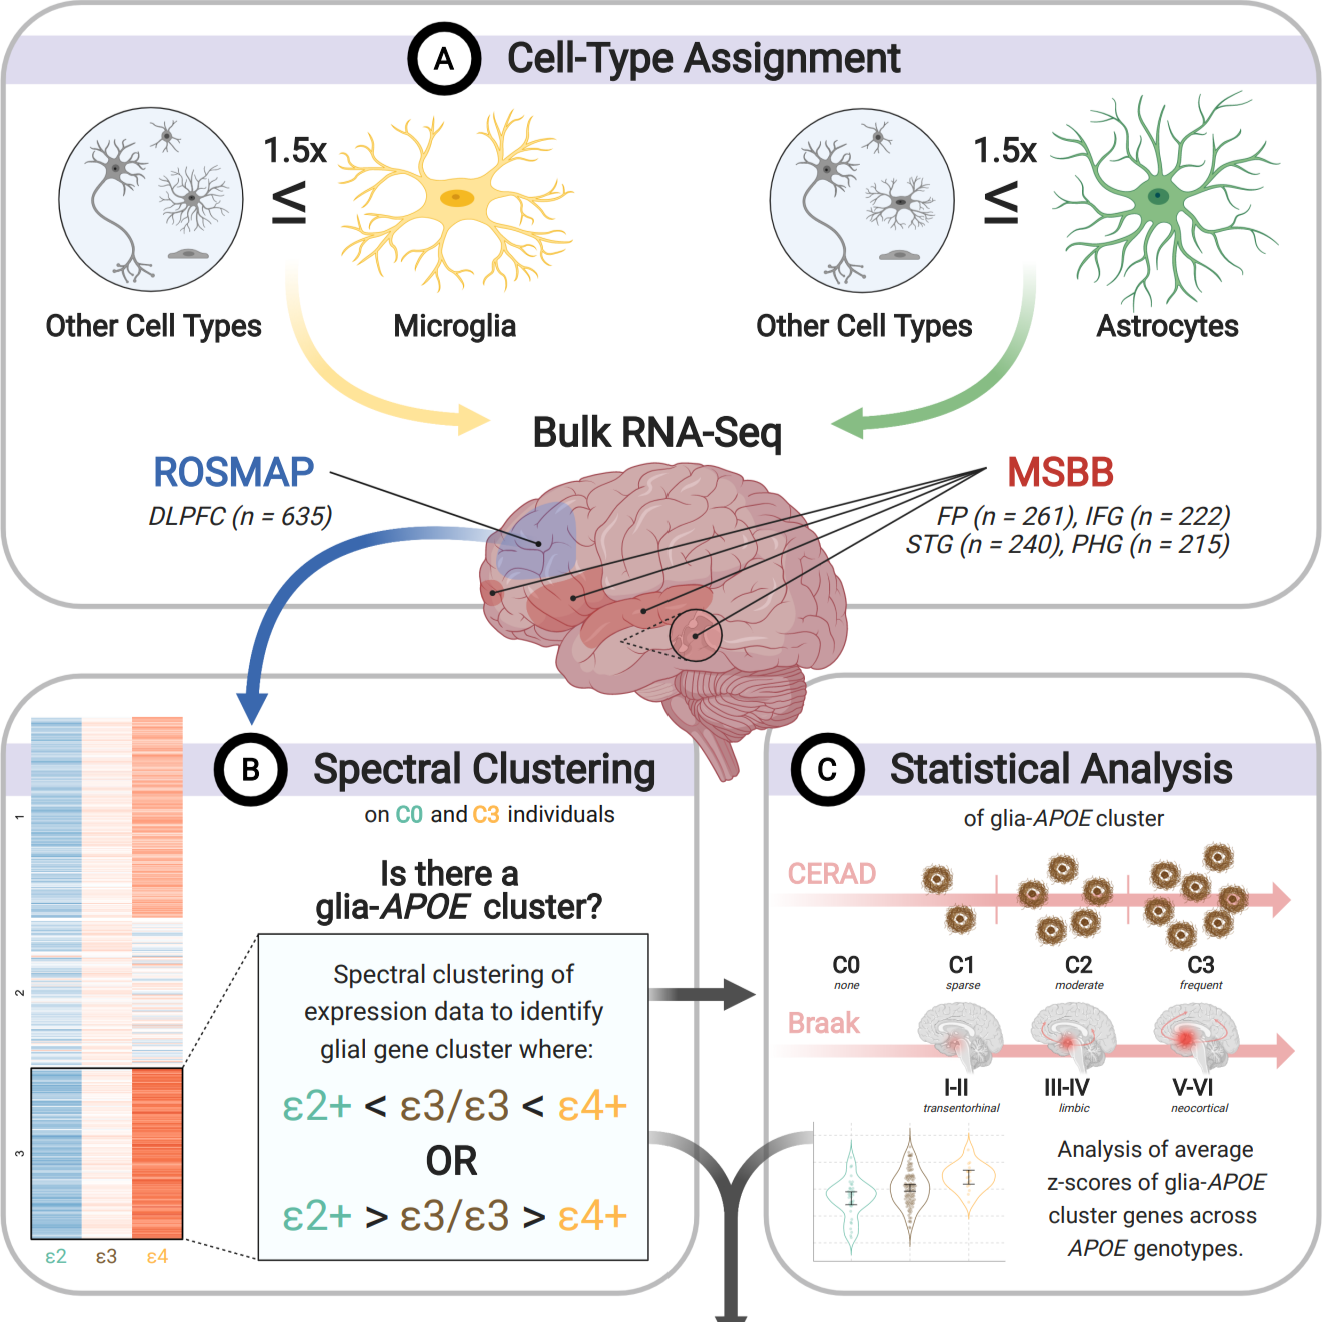 A Cell-Type Assignment
1.5x
≤
Other Cell Types
Microglia
1.5x
≤
Other Cell Types
Astrocytes
Bulk RNA-Seq
ROSMAP
DLPFC (n = 635)
MSBB
FP (n = 261), IFG (n = 222)
STG (n = 240), PHG (n = 215)
1
2
3
ε2 ε3 ε4
B Spectral Clustering
on C0 and C3 individuals
Is there a
glia-APOE cluster?
Spectral clustering of
expression data to identify
glial gene cluster where:
ε2+ < ε3/ε3 < ε4+
OR
ε2+ > ε3/ε3 > ε4+
C Statistical Analysis
of glia-APOE cluster
CERAD
C0 C1 C2 C3
none sparse moderate frequent
Braak
I-II III-IV V-VI
transentorhinal limbic neocortical
Analysis of average
z-scores of glia-APOE
cluster genes across
APOE genotypes.